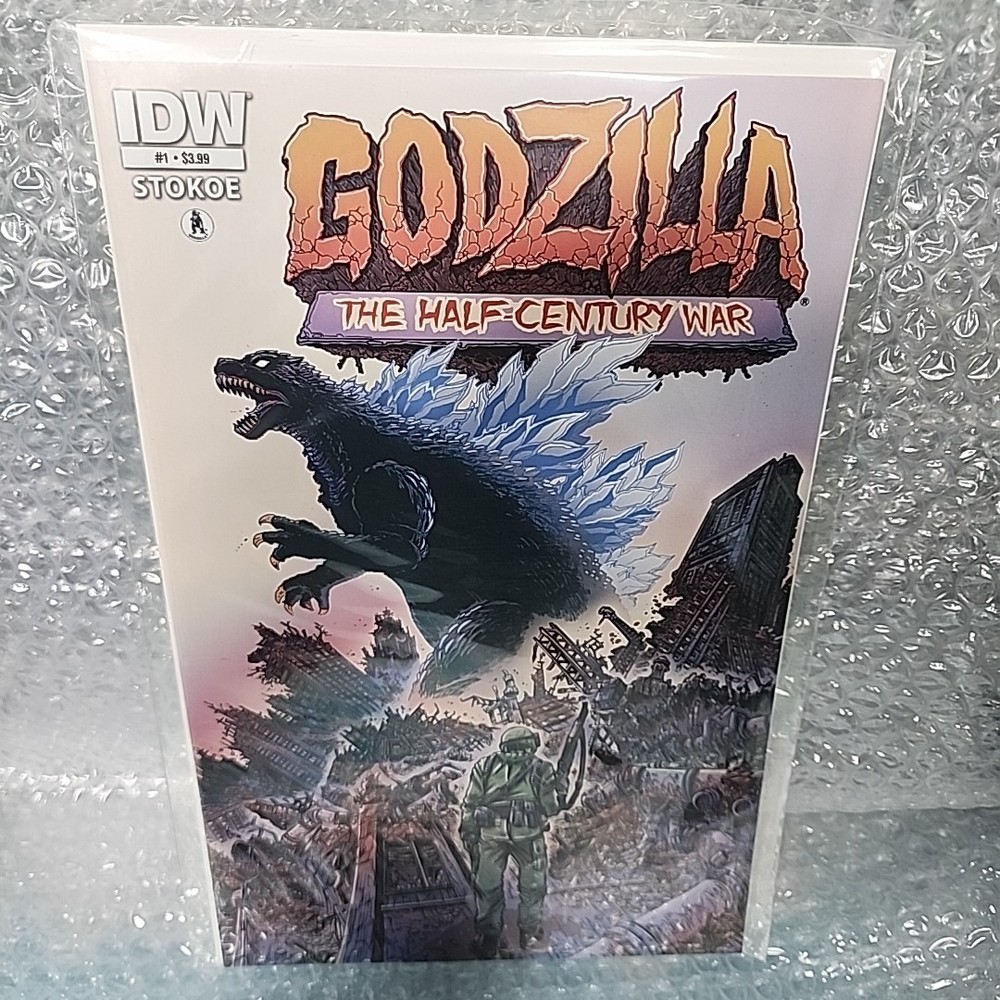 IDW
#1 • $3.99
STOKOE
GODZILLA®
THE HALF-CENTURY WAR